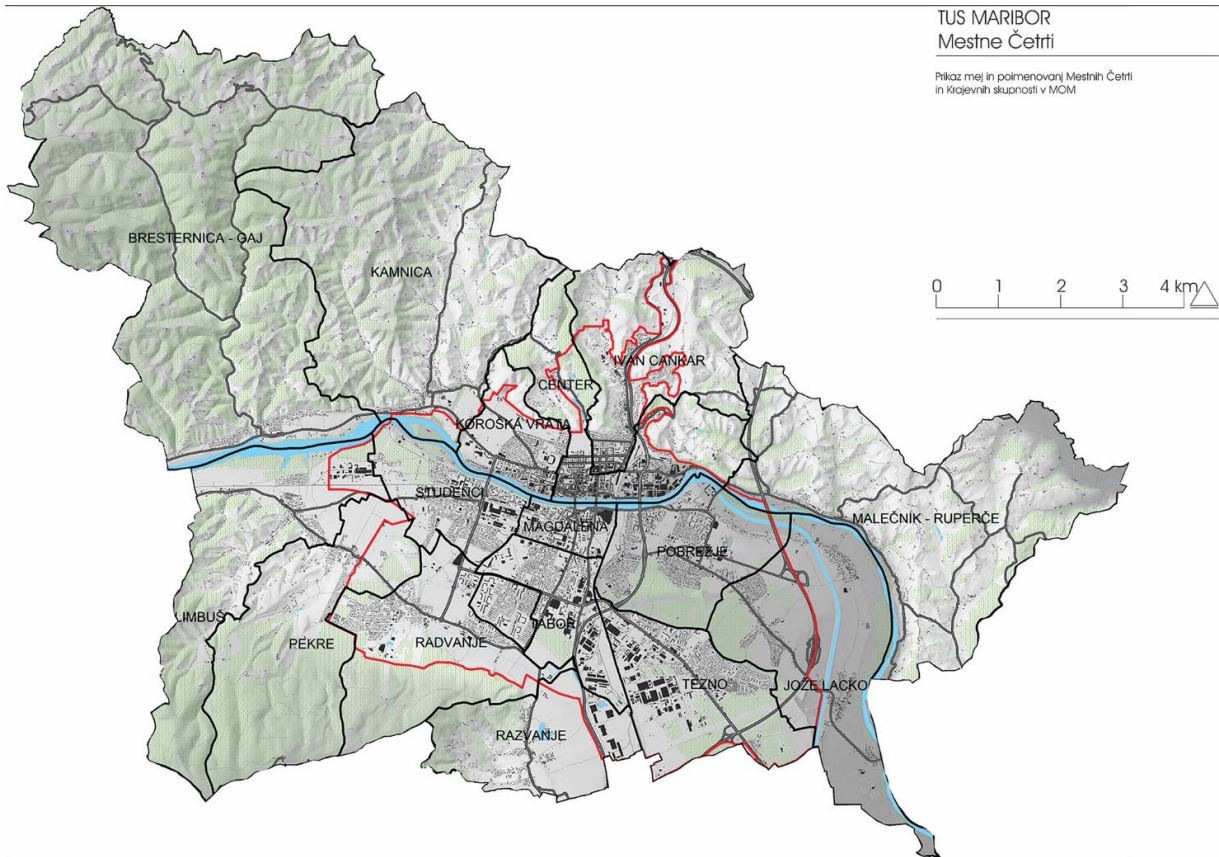 TUS MARIBOR
Mestne Četrti
Prikaz mej in poimenovanj Mestnih Četrti
in Krajevnih skupnosti v MOM
0 1 2 3 4 km
BRESTERNICA - GAJ
KAMNICA
IVAN CANKAR
CENTER
KOROŠKA VRATA
ŠTUDENCI
MALEČNIK - RUPERČE
MAGDALENA
POBREŽJE
LIMBUŠ
TABOR
PEKRE
RADVANJE
TEZNO
JOŽE LACKO
RAZVANJE